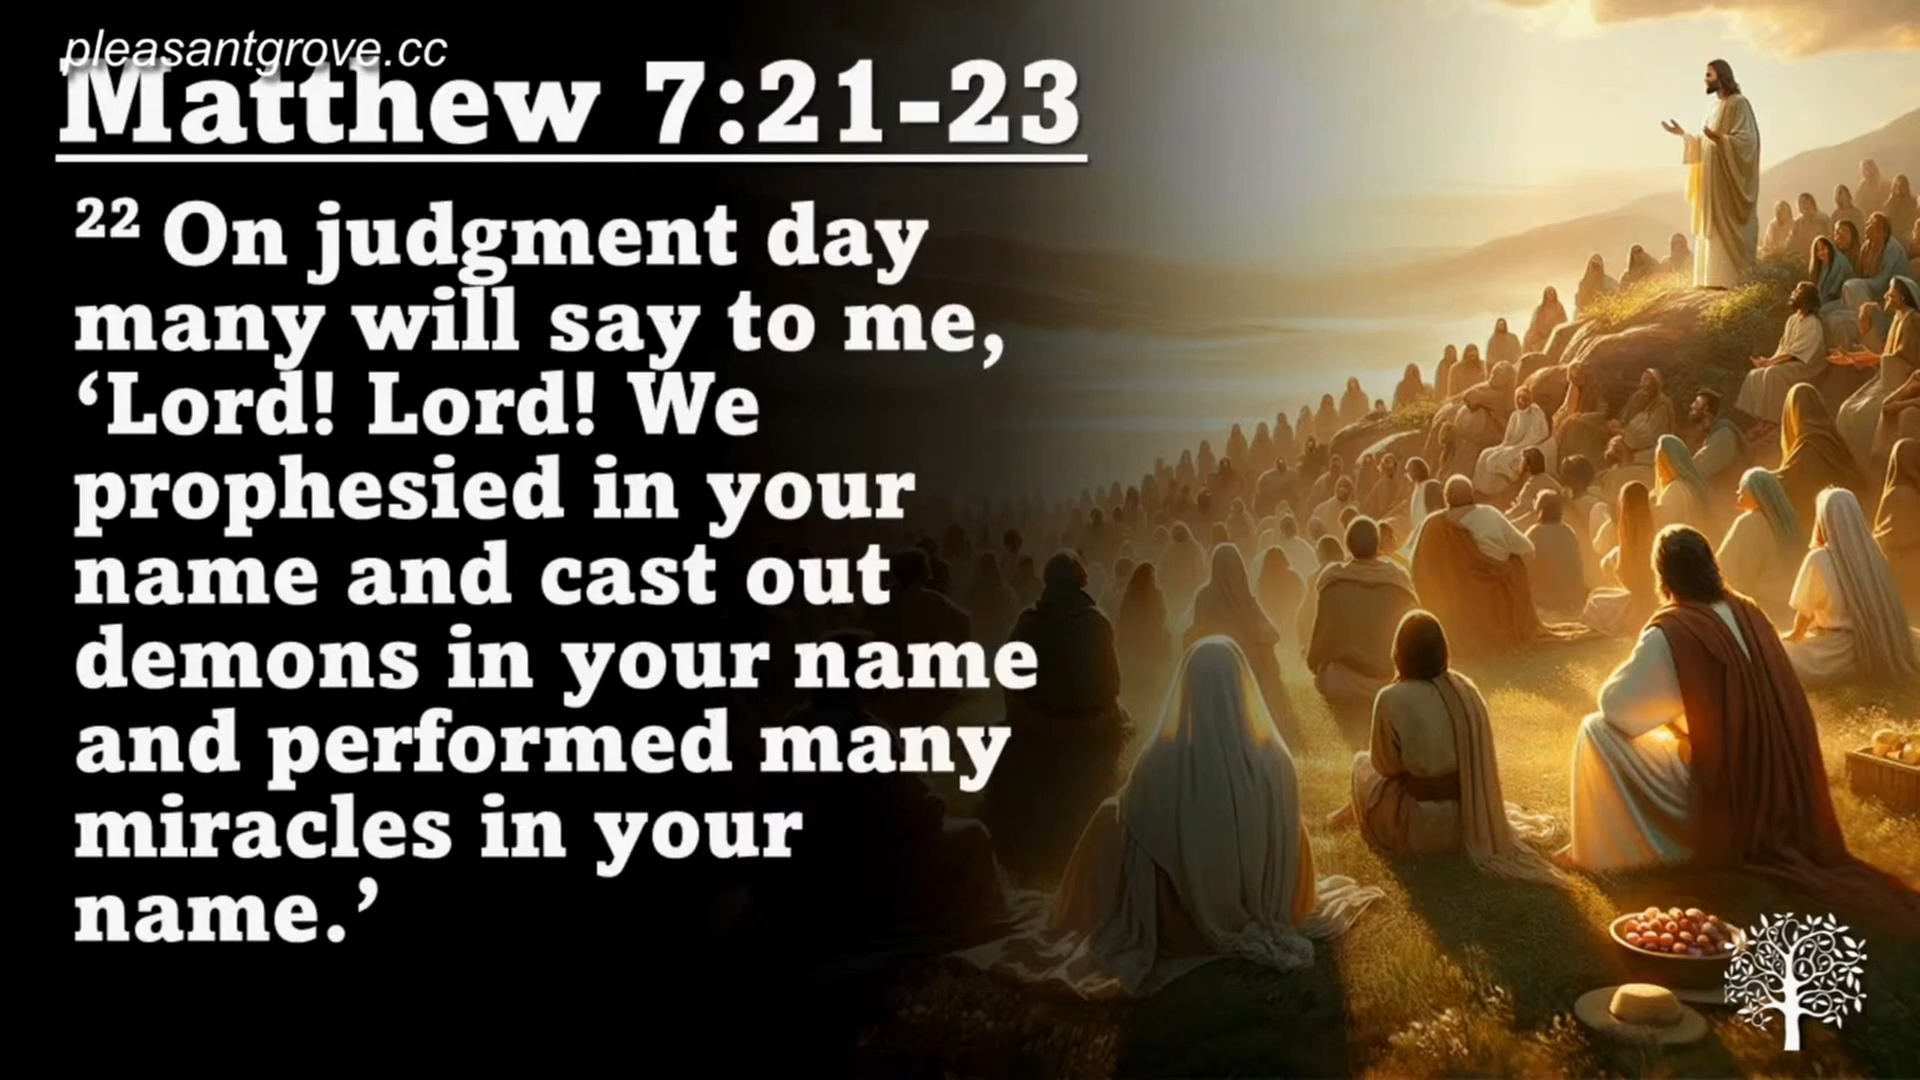 pleasantgrove.cc
Matthew 7:21-23
22 On judgment day
many will say to me,
‘Lord! Lord! We
prophesied in your
name and cast out
demons in your name
and performed many
miracles in your
name.’